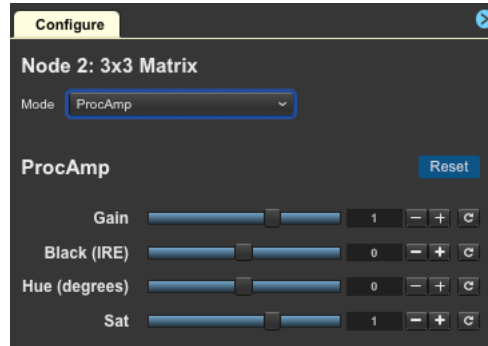 Configure
Node 2: 3x3 Matrix
Mode ProcAmp
ProcAmp Reset
Gain 1
Black (IRE) 0
Hue (degrees) 0
Sat 1